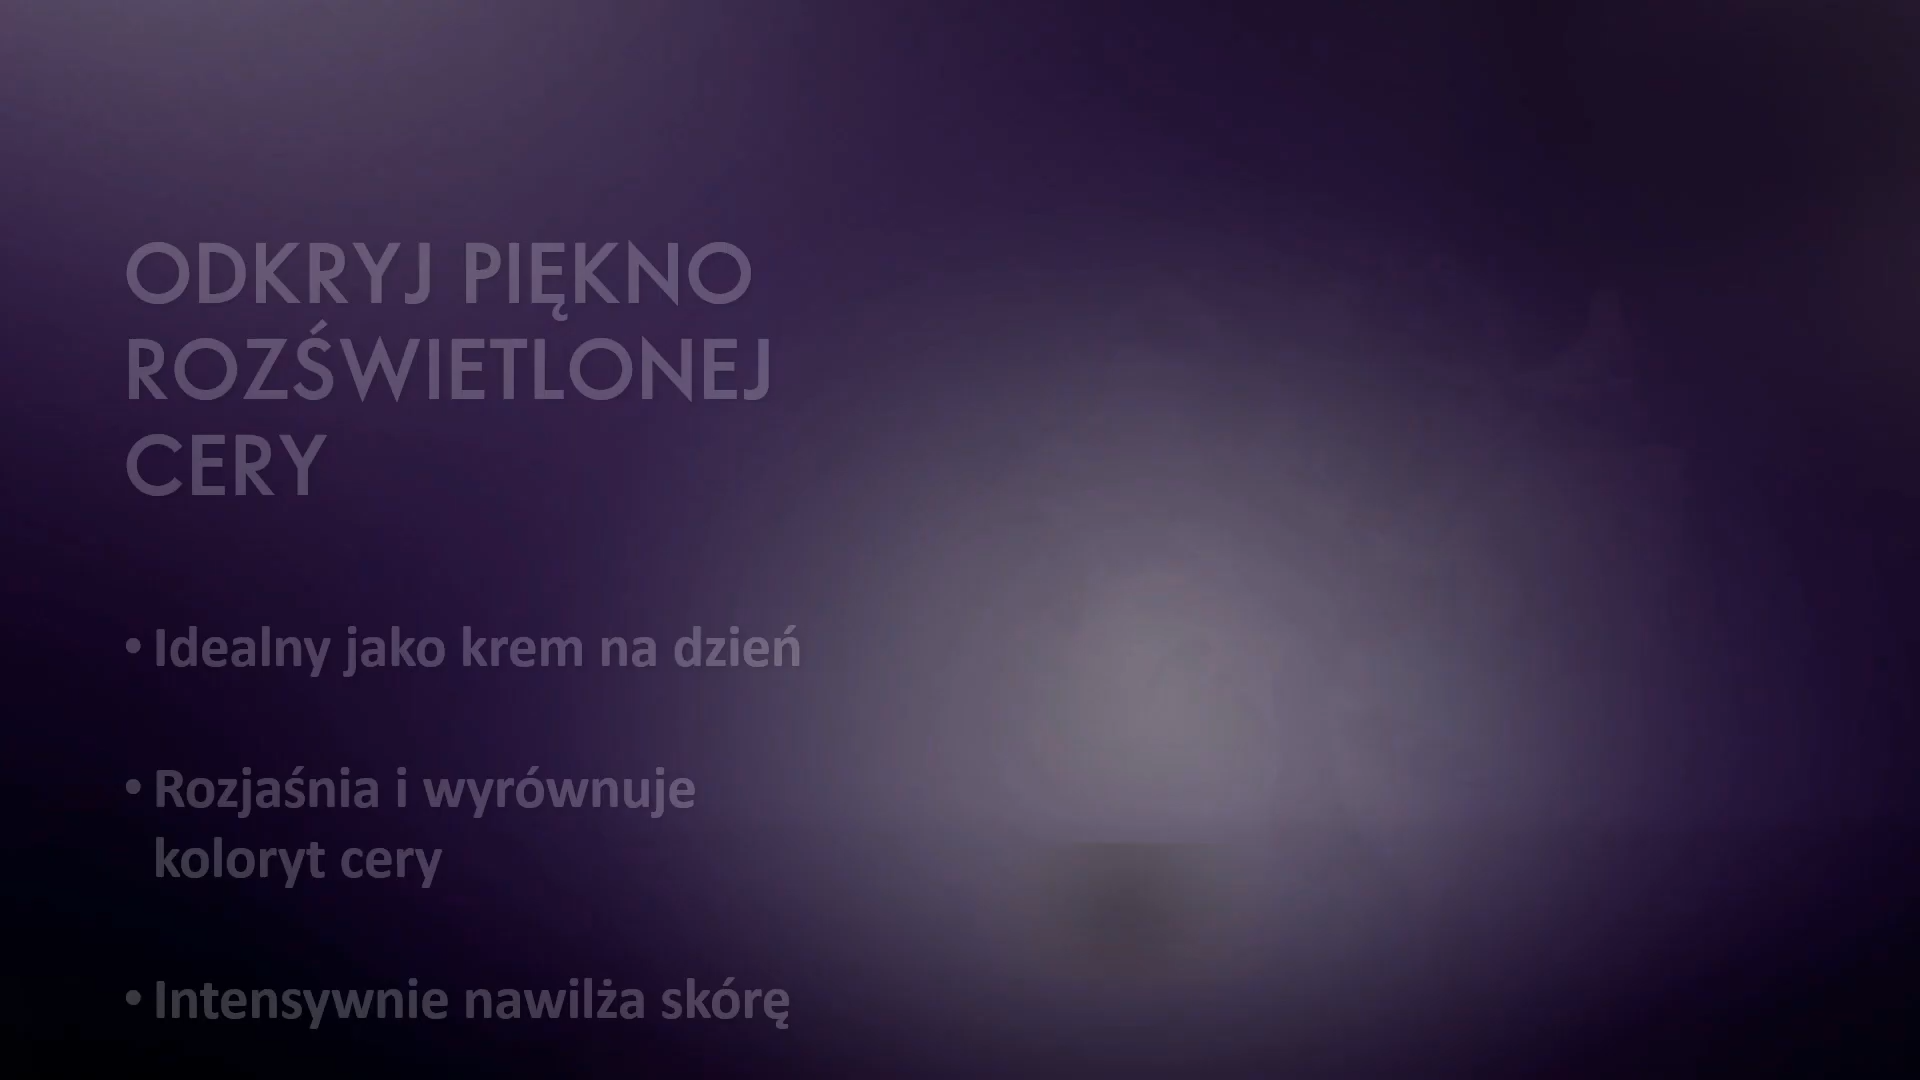 ODKRYJ PIĘKNO
ROZŚWIETLONEJ
CERY
• Idealny jako krem na dzień
• Rozjaśnia i wyrównuje
koloryt cery
• Intensywnie nawilża skórę